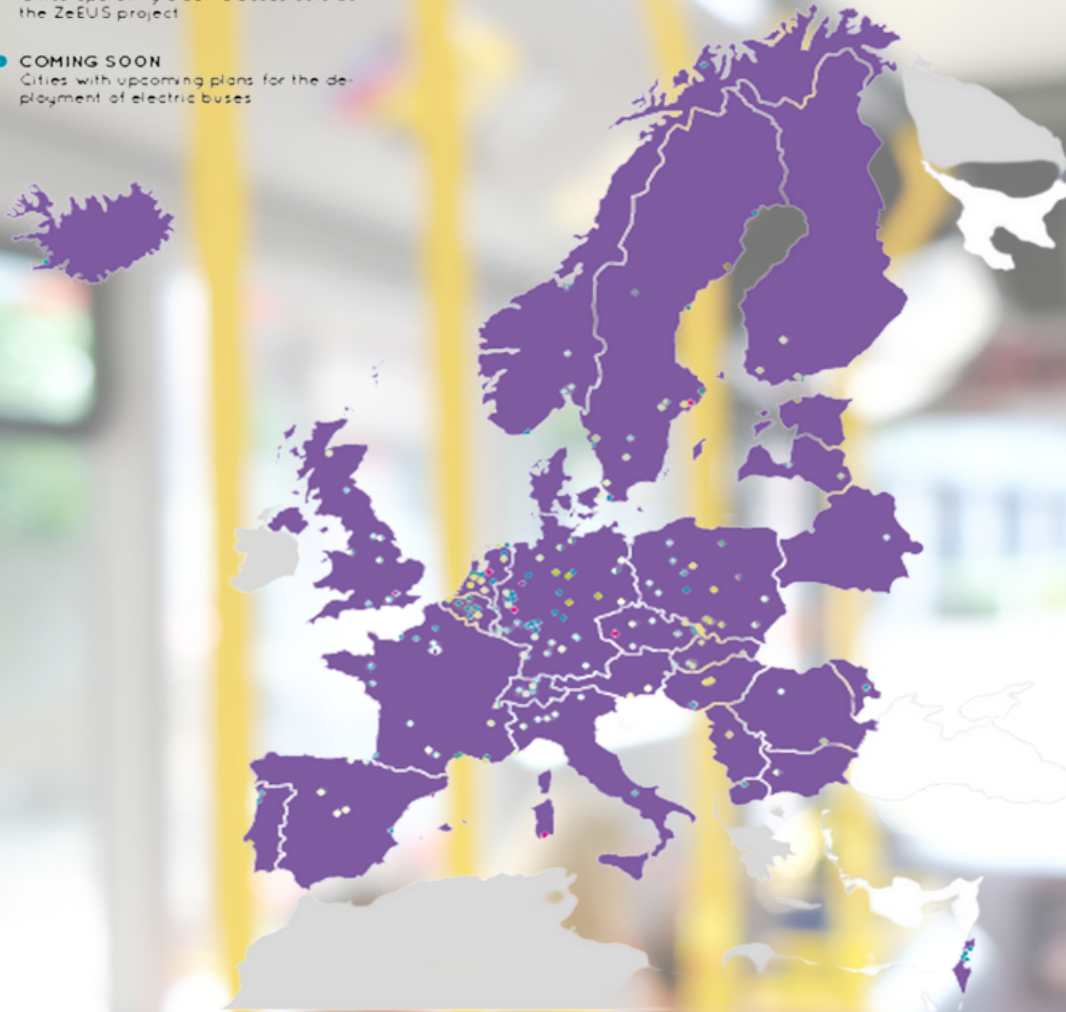 the ZeEUS project
COMING SOON
Cities with upcoming plans for the de-
ployment of electric buses